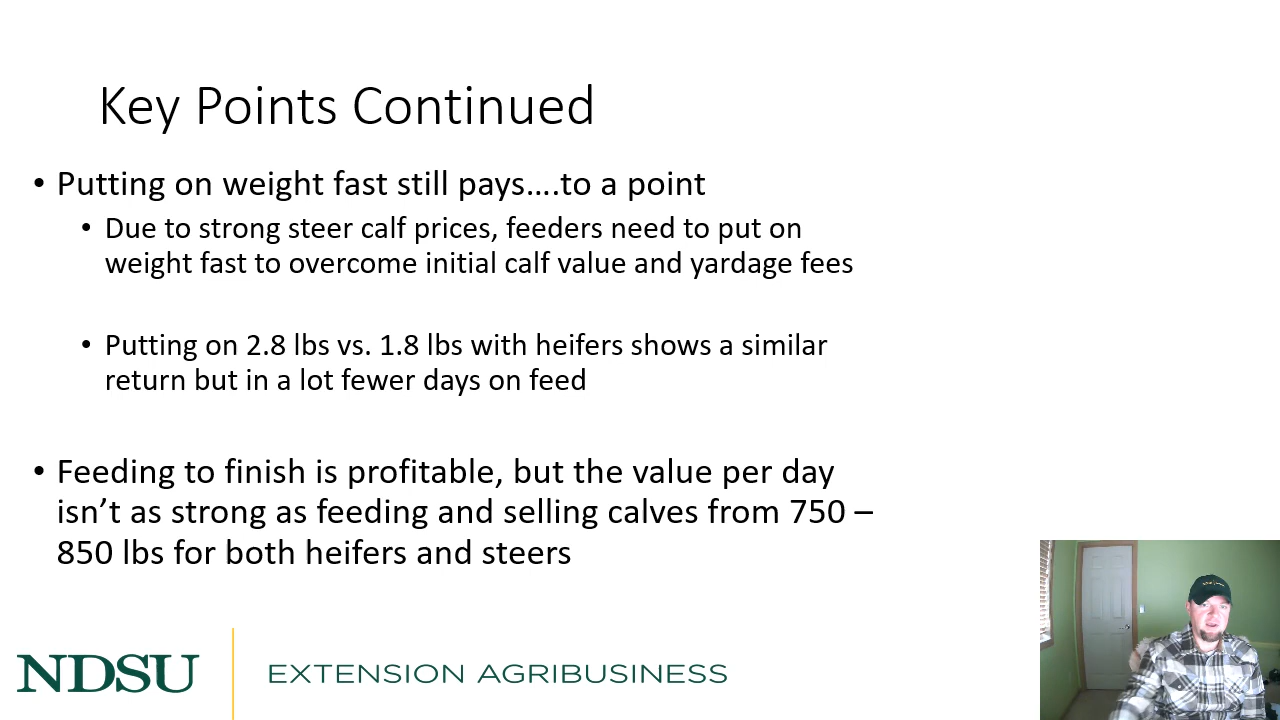 Key Points Continued
• Putting on weight fast still pays....to a point
• Due to strong steer calf prices, feeders need to put on
weight fast to overcome initial calf value and yardage fees
• Putting on 2.8 lbs vs. 1.8 lbs with heifers shows a similar
return but in a lot fewer days on feed
• Feeding to finish is profitable, but the value per day
isn’t as strong as feeding and selling calves from 750 –
850 lbs for both heifers and steers
NDSU
EXTENSION AGRIBUSINESS